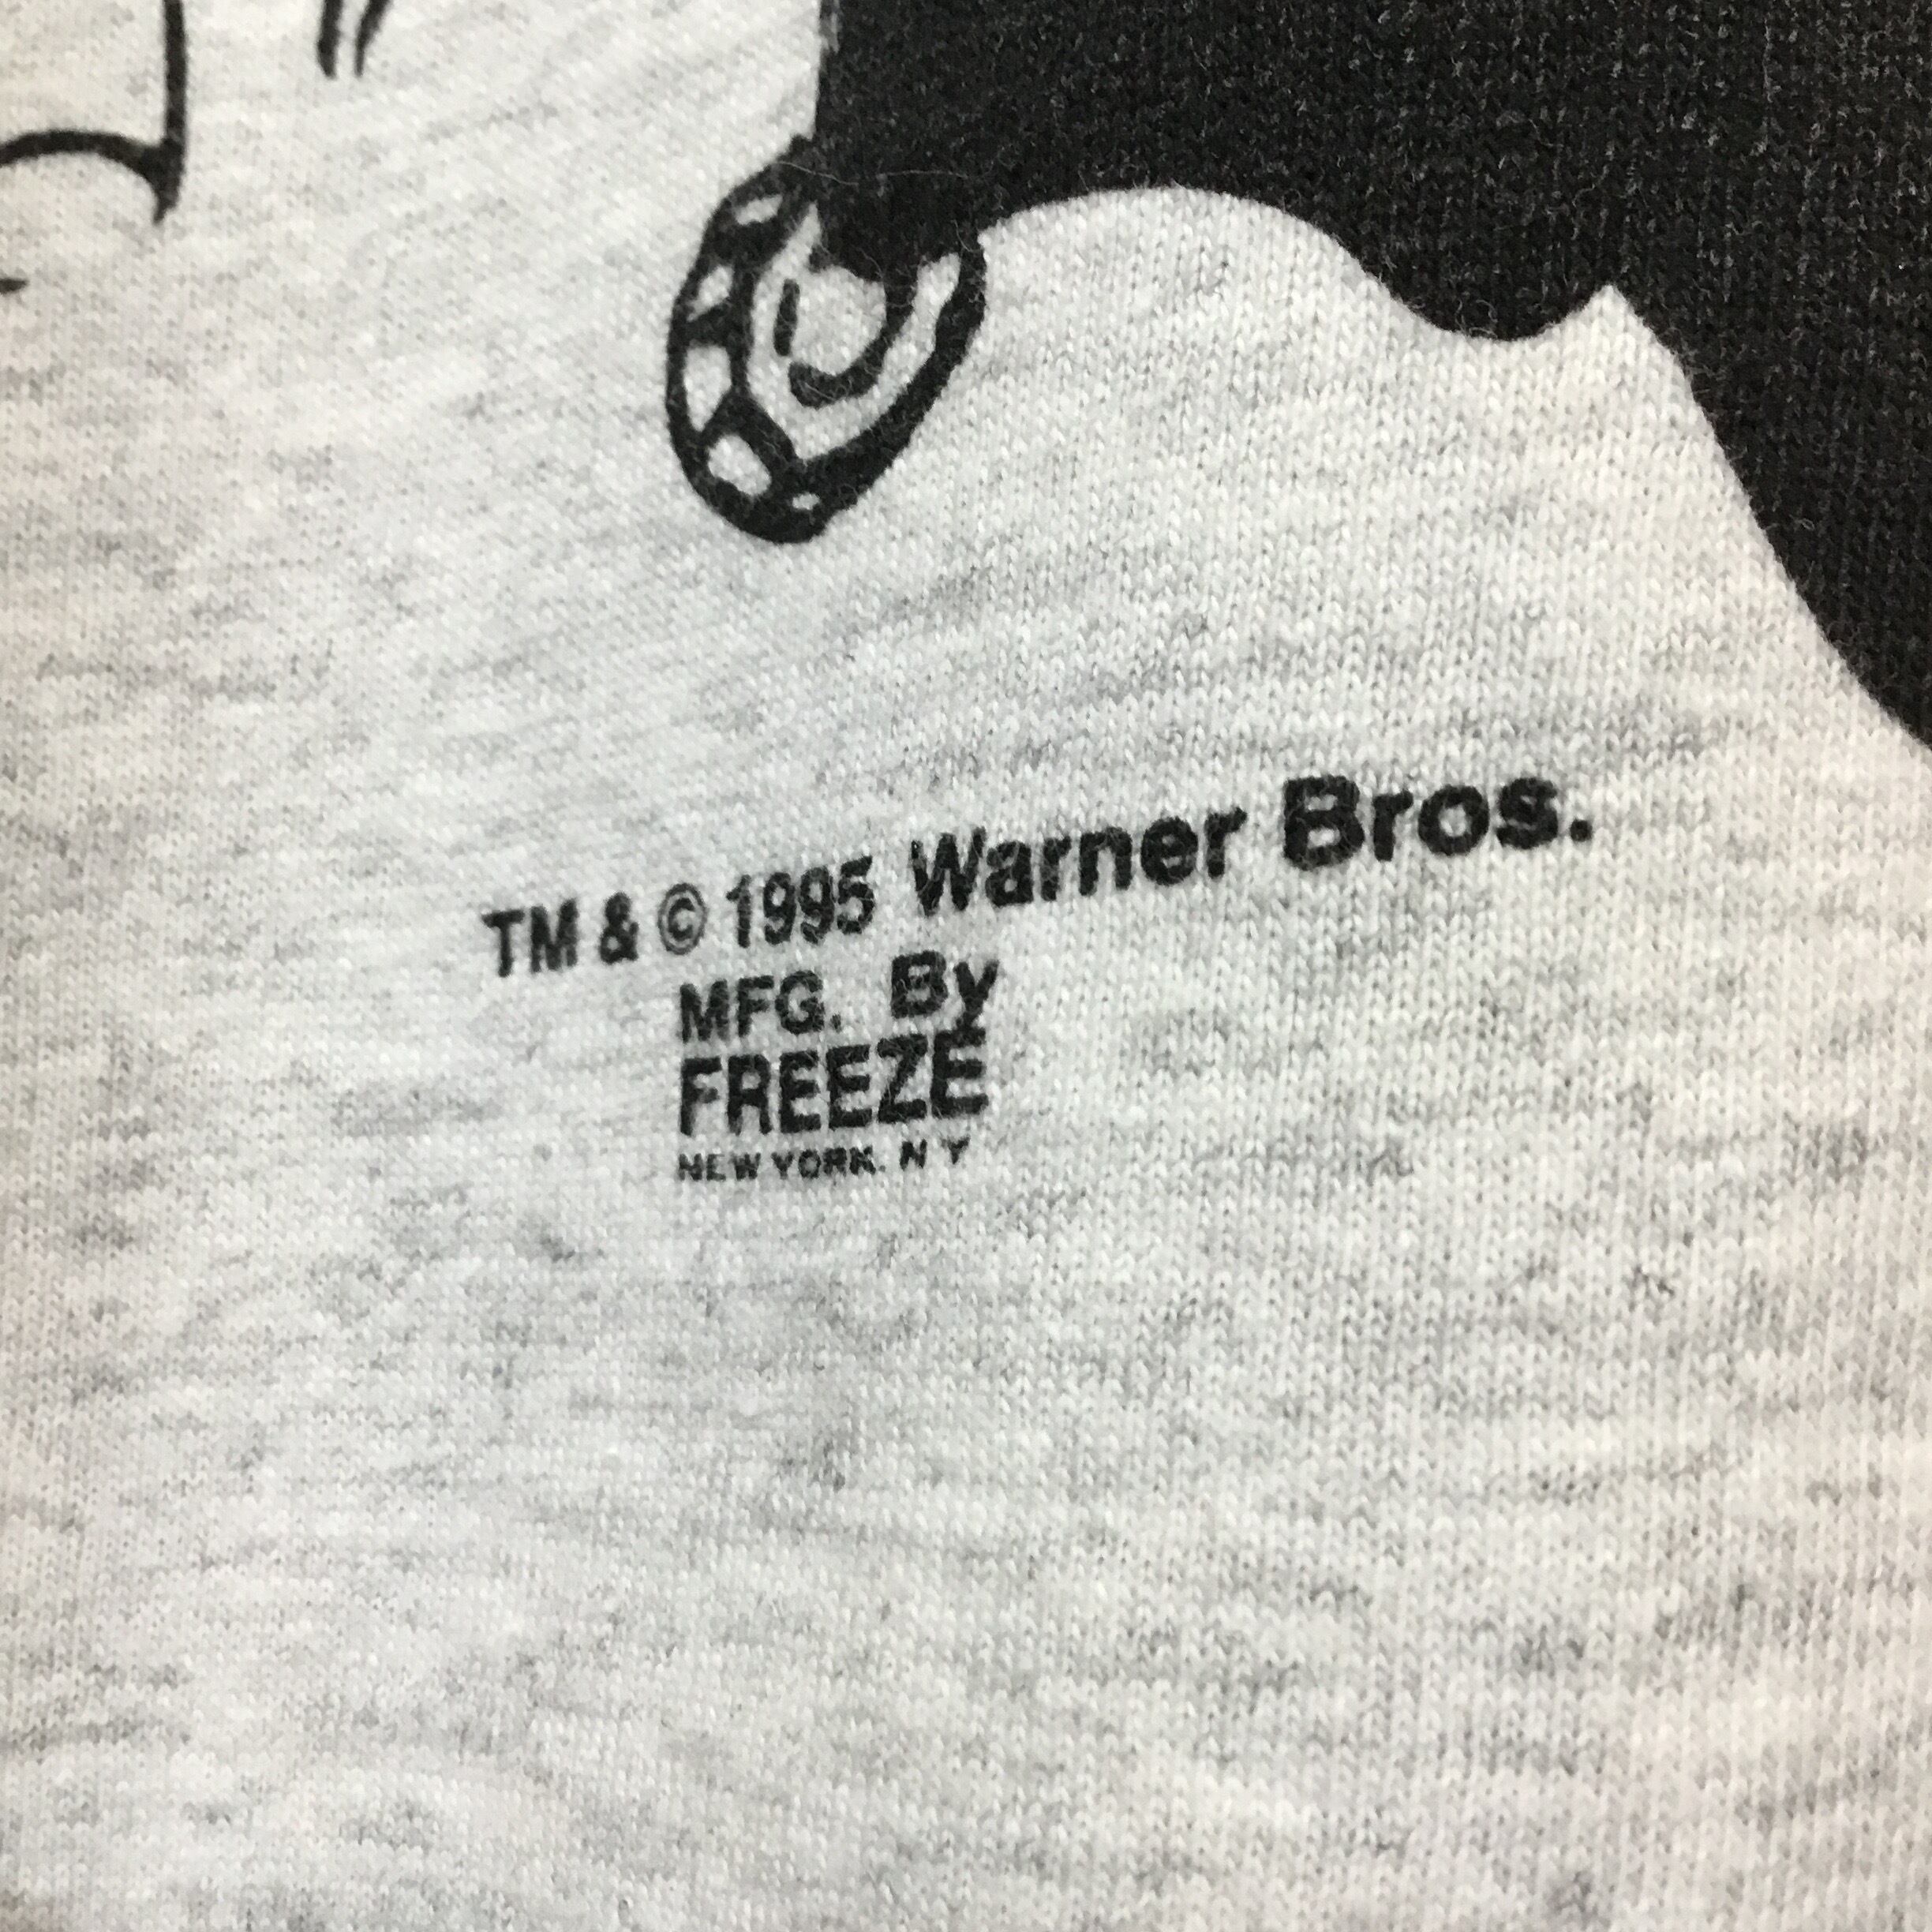 TM & © 1995 Warner Bros.
MFG. By
FREEZE
NEW YORK. N Y